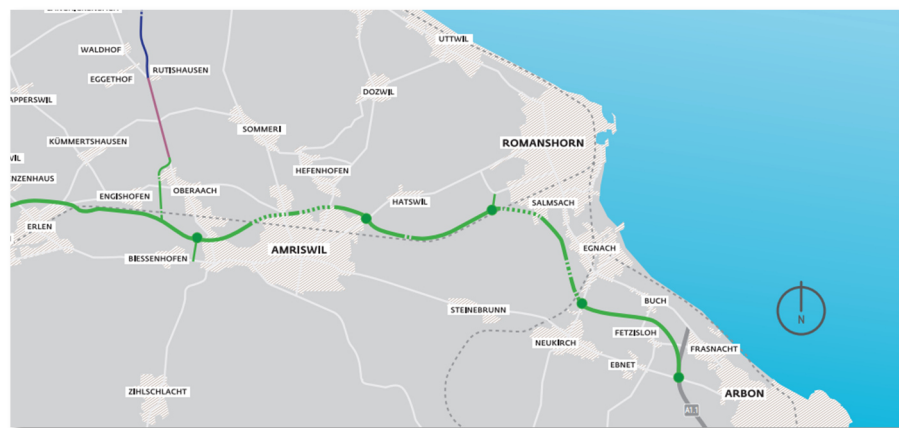 UTTWIL
WALDHOF
RUTISHAUSEN
EGGETHOF
DOZWIL
APPERSWIL
SOMMERI
KÜMMERTSHAUSEN
ROMANSHORN
WIL
HEFENHOFEN
NZENHAUS
OBERAACH
ENGISHOFEN
HATSWIL
SALMSACH
ERLEN
AMRISWIL
EGNACH
BIESSENHOFEN
BUCH
STEINEBRUNN
FETZISLOH
N
NEUKIRCH
FRASNACHT
EBNET
ZIHLSCHLACHT
ARBON
A1.1